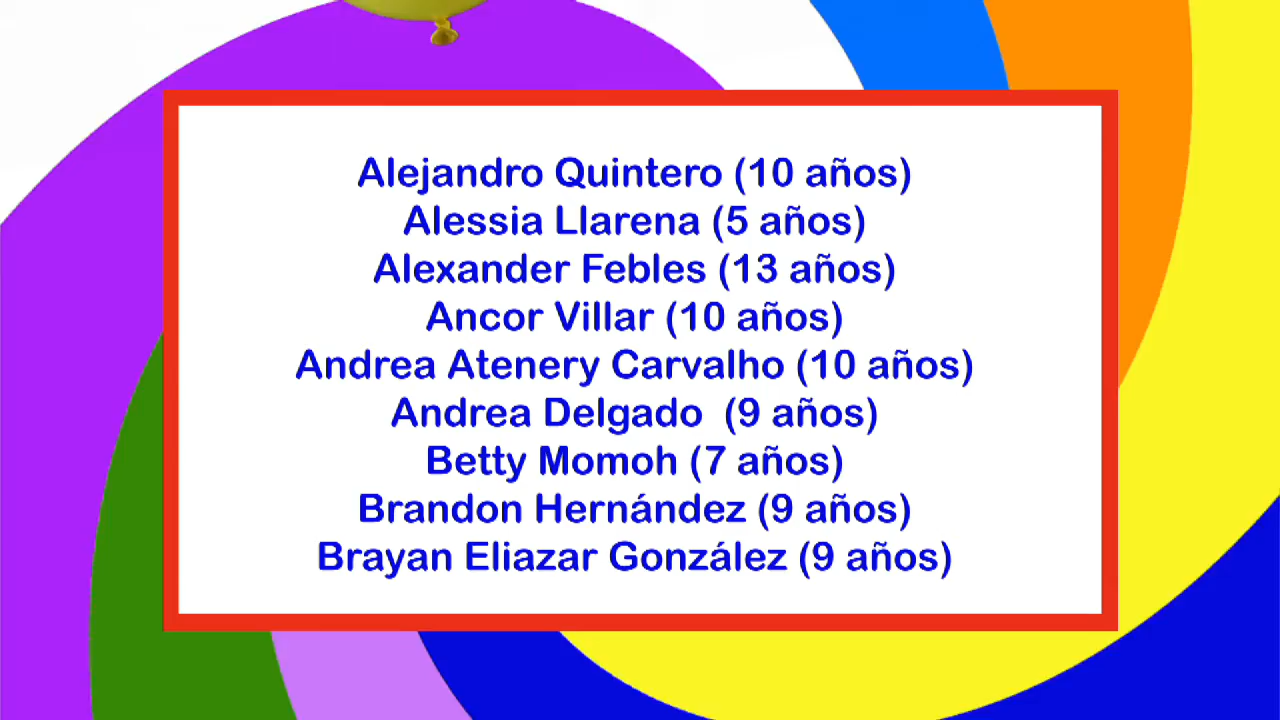 Alejandro Quintero (10 años)
Alessia Llarena (5 años)
Alexander Febles (13 años)
Ancor Villar (10 años)
Andrea Atenery Carvalho (10 años)
Andrea Delgado  (9 años)
Betty Momoh (7 años)
Brandon Hernández (9 años)
Brayan Eliazar González (9 años)